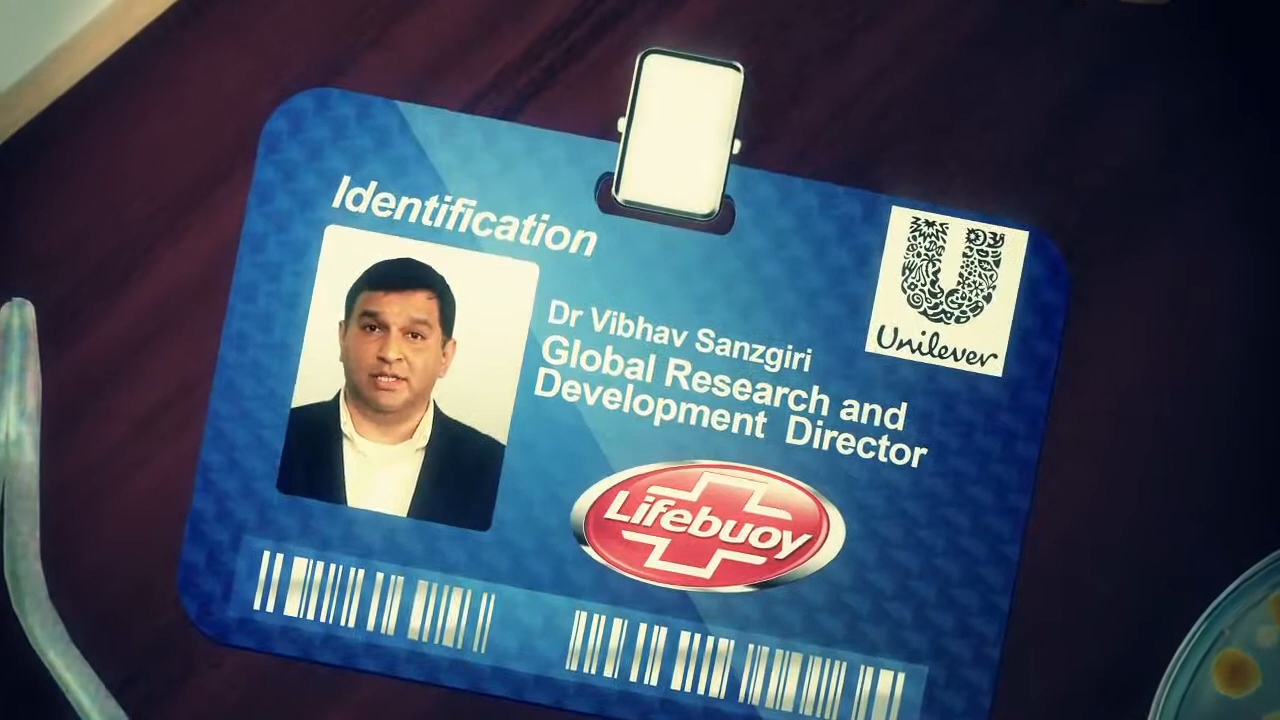 Identification
Dr Vibhav Sanzgiri
Global Research and
Development Director
Unilever
Lifebuoy